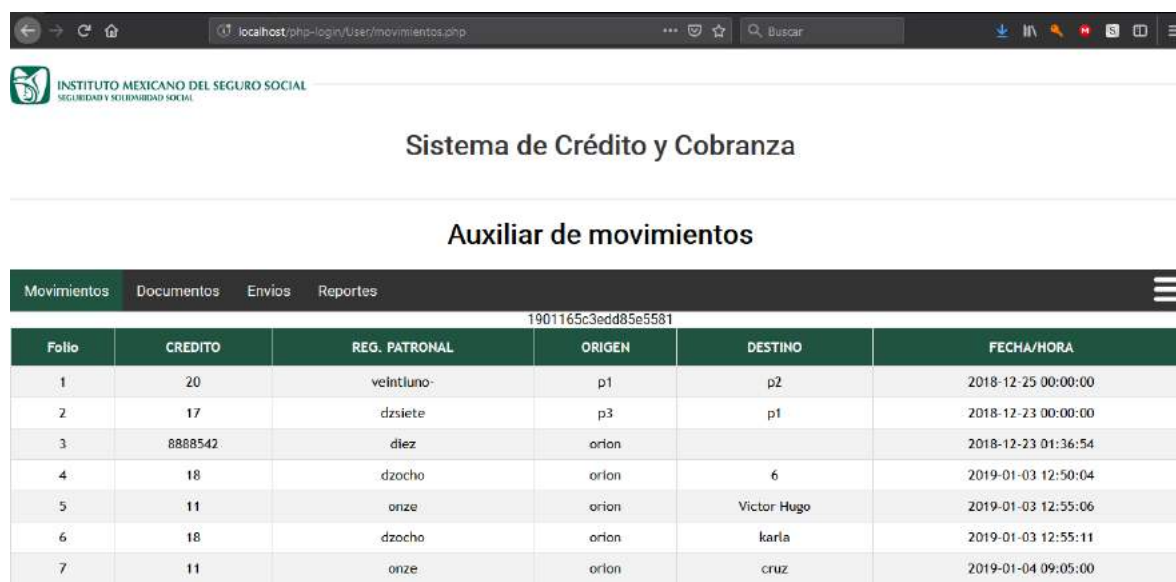 localhost/php-login/User/movimientos.php
Buscar
INSTITUTO MEXICANO DEL SEGURO SOCIAL
SEGURIDAD Y SOLIDARIDAD SOCIAL
Sistema de Crédito y Cobranza
Auxiliar de movimientos
Movimientos Documentos Envios Reportes
1901165c3edd85e5581
Folio CREDITO REG. PATRONAL ORIGEN DESTINO FECHA/HORA
1 20 veintiuno- p1 p2 2018-12-25 00:00:00
2 17 dzsiete p3 p1 2018-12-23 00:00:00
3 8888542 diez orion 2018-12-23 01:36:54
4 18 dzocho orion 6 2019-01-03 12:50:04
5 11 onze orion Victor Hugo 2019-01-03 12:55:06
6 18 dzocho orion karla 2019-01-03 12:55:11
7 11 onze orion cruz 2019-01-04 09:05:00